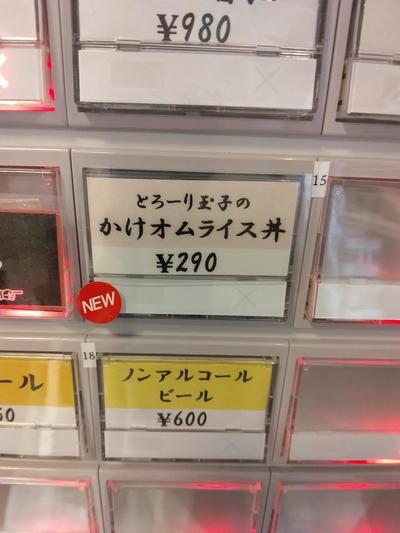 ¥980
とろーり玉子の
かけオムライス丼
¥290
15
NEW
18
ール
50
ノンアルコール
ビール
¥600